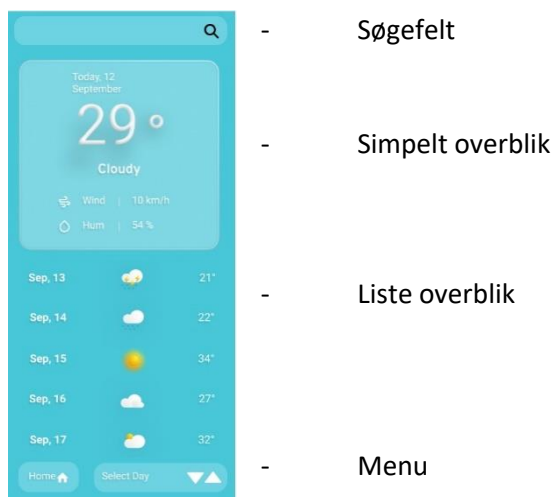 - Søgefelt
Today, 12
September
29°
- Simpelt overblik
Cloudy
Wind | 10 km/h
Hum | 54 %
Sep, 13 21°
- Liste overblik
Sep, 14 22°
Sep, 15 34°
Sep, 16 27°
Sep, 17 32°
Home Select Day
- Menu